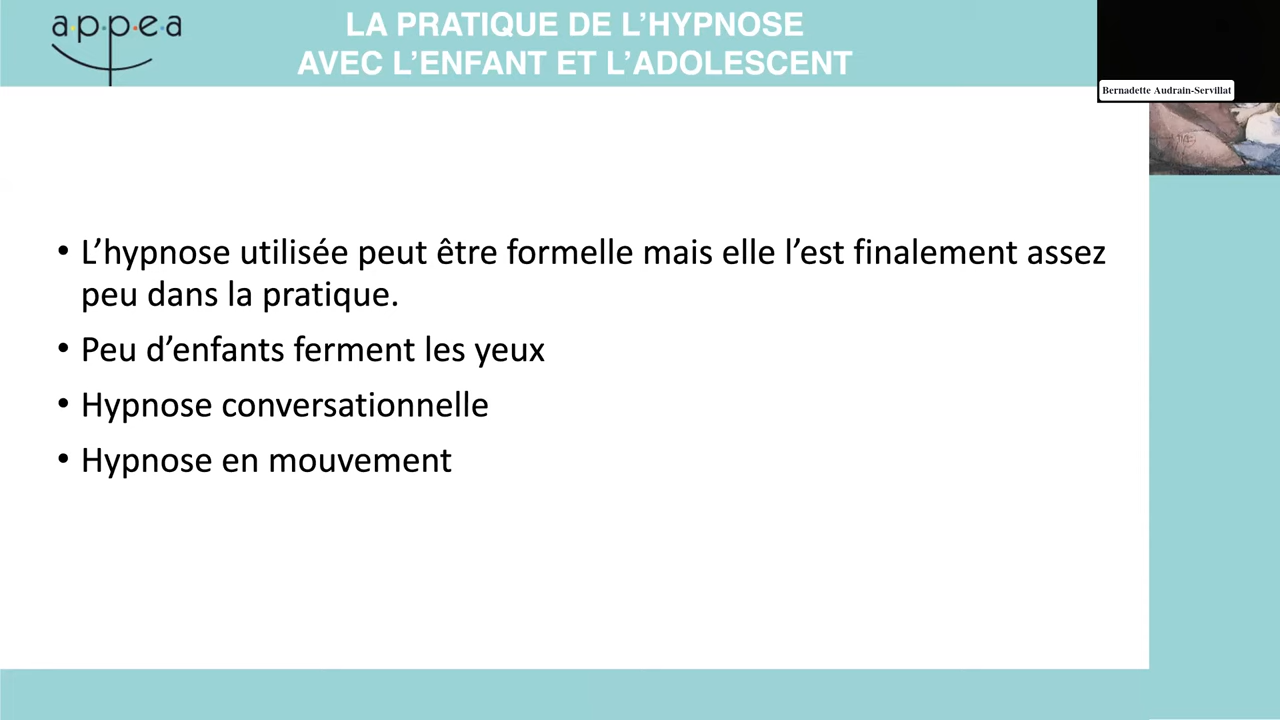 a·p·p·e·a
LA PRATIQUE DE L’HYPNOSE
AVEC L’ENFANT ET L’ADOLESCENT
Bernadette Audrain-Servillat
• L’hypnose utilisée peut être formelle mais elle l’est finalement assez
peu dans la pratique.
• Peu d’enfants ferment les yeux
• Hypnose conversationnelle
• Hypnose en mouvement